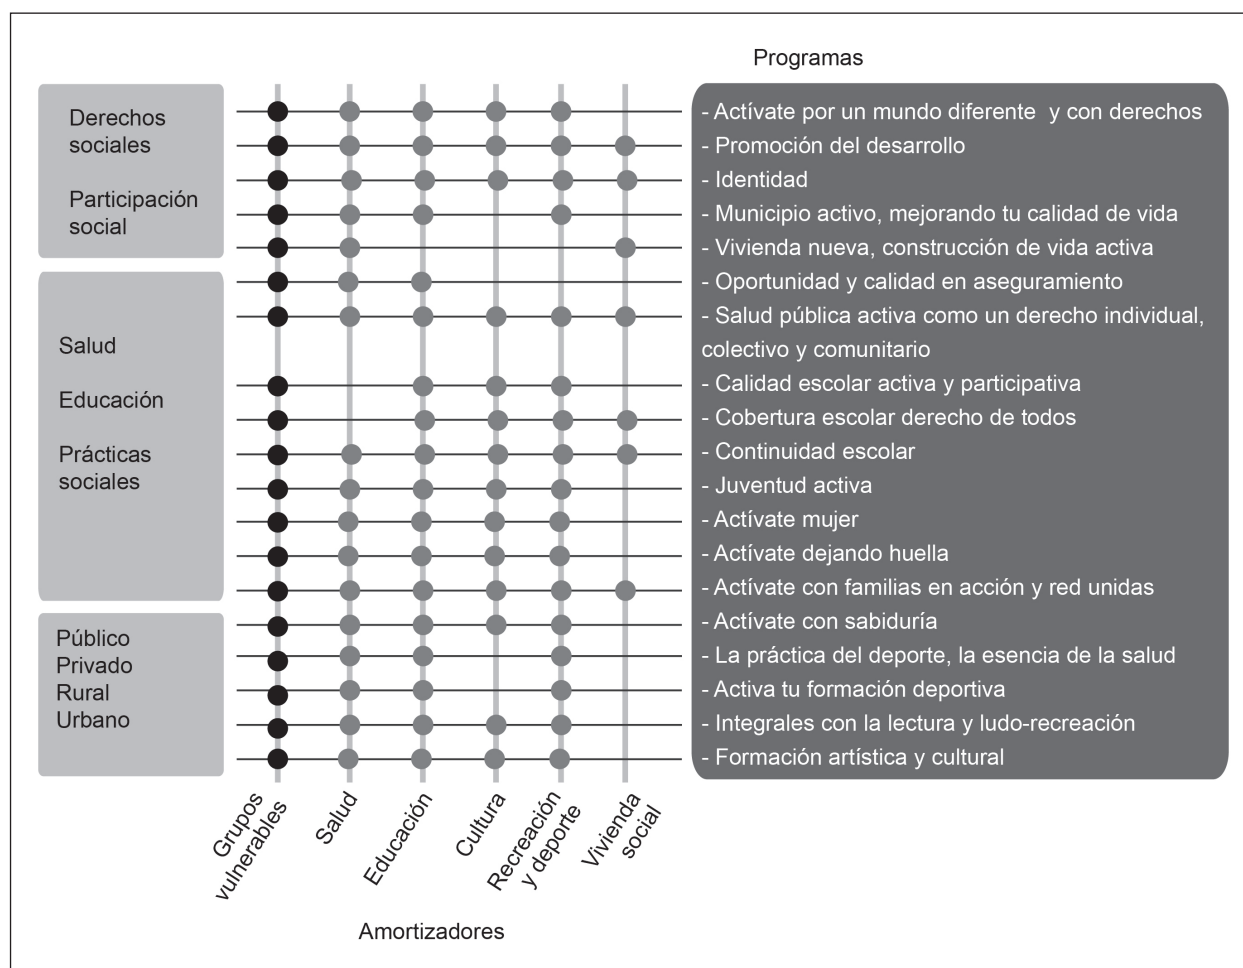 Programas
Derechos
sociales
Participación
social
Salud
Educación
Prácticas
sociales
Público
Privado
Rural
Urbano
- Actívate por un mundo diferente y con derechos
- Promoción del desarrollo
- Identidad
- Municipio activo, mejorando tu calidad de vida
- Vivienda nueva, construcción de vida activa
- Oportunidad y calidad en aseguramiento
- Salud pública activa como un derecho individual,
colectivo y comunitario
- Calidad escolar activa y participativa
- Cobertura escolar derecho de todos
- Continuidad escolar
- Juventud activa
- Actívate mujer
- Actívate dejando huella
- Actívate con familias en acción y red unidas
- Actívate con sabiduría
- La práctica del deporte, la esencia de la salud
- Activa tu formación deportiva
- Integrales con la lectura y ludo-recreación
- Formación artística y cultural
Grupos
vulnerables
Salud
Educación
Cultura
Recreación
y deporte
Vivienda
social
Amortizadores